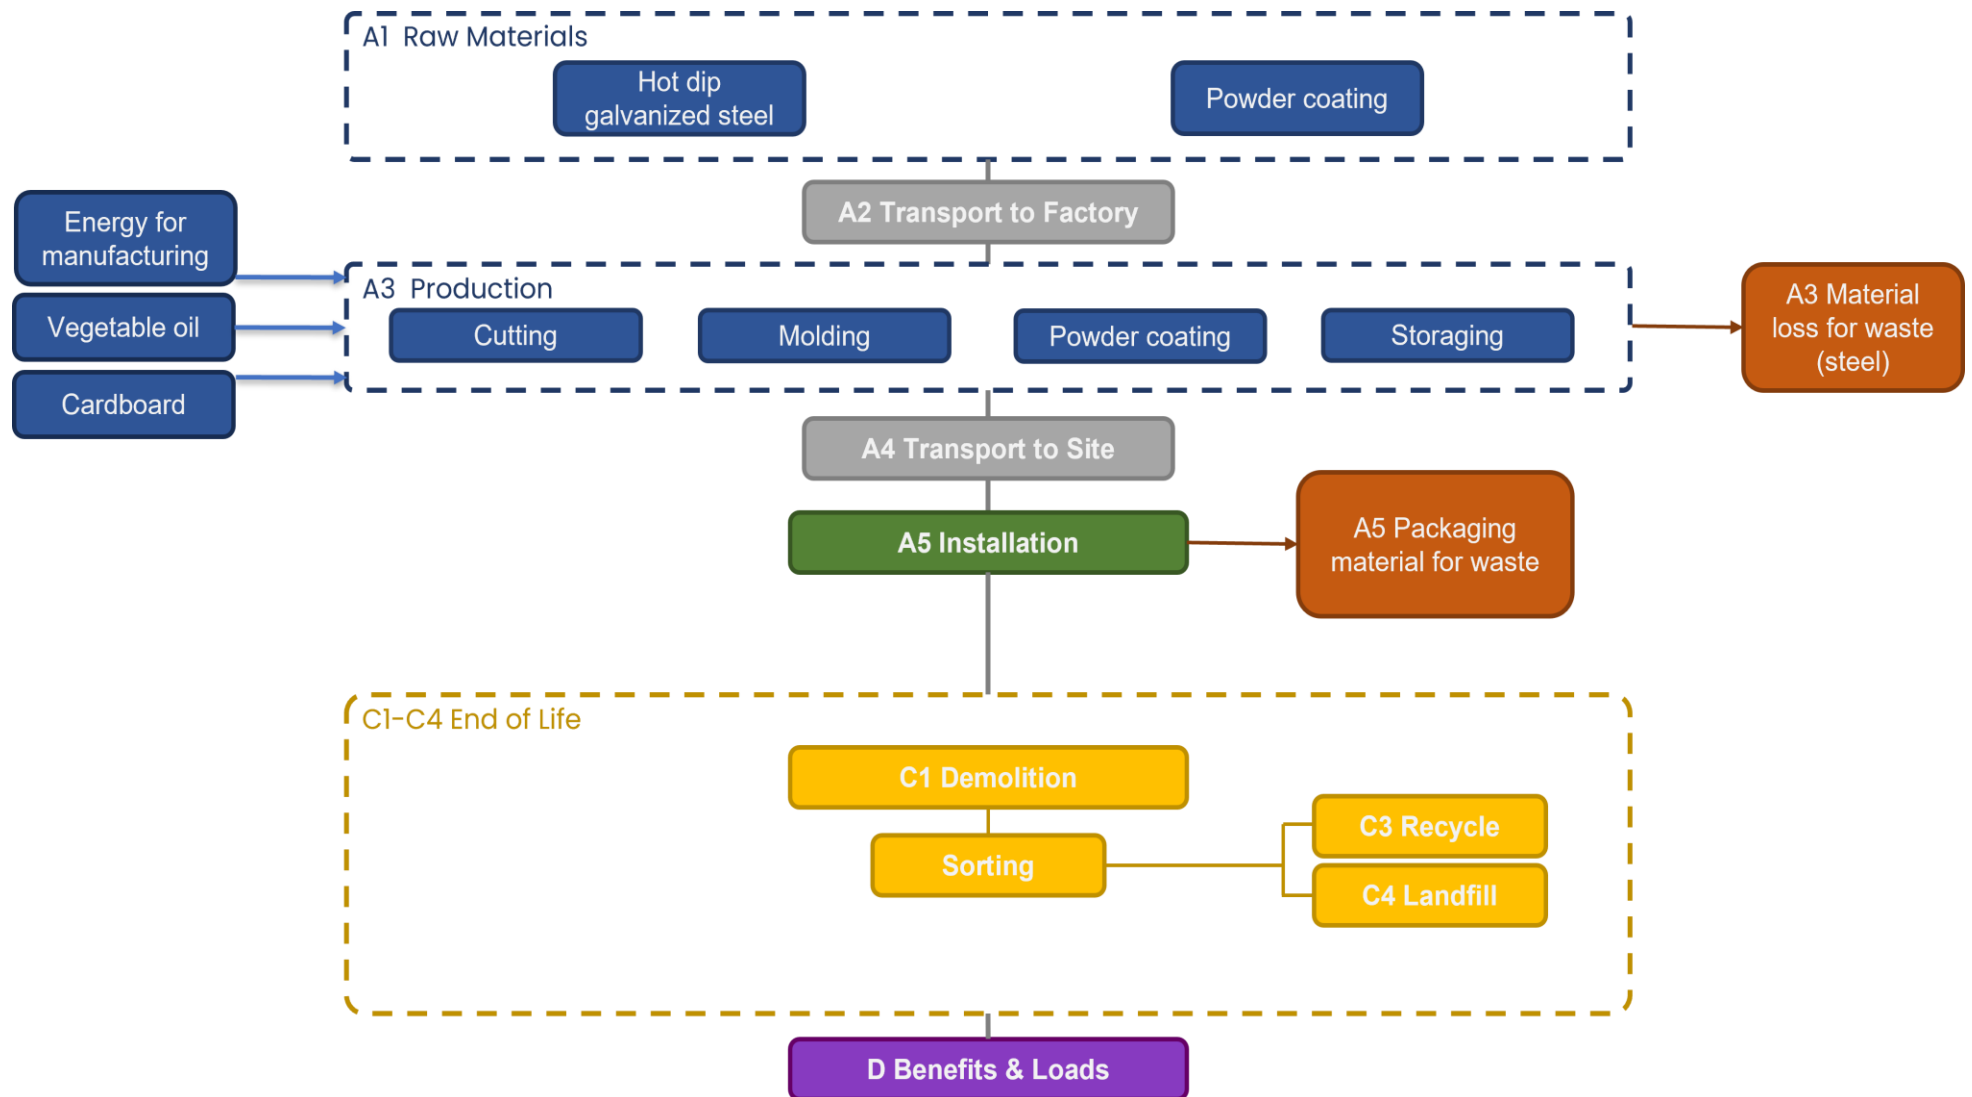 A1 Raw Materials
Hot dip
galvanized steel
Powder coating
A2 Transport to Factory
Energy for
manufacturing
Vegetable oil
Cardboard
A3 Production
Cutting
Molding
Powder coating
Storaging
A3 Material
loss for waste
(steel)
A4 Transport to Site
A5 Installation
A5 Packaging
material for waste
C1-C4 End of Life
C1 Demolition
Sorting
C3 Recycle
C4 Landfill
D Benefits & Loads